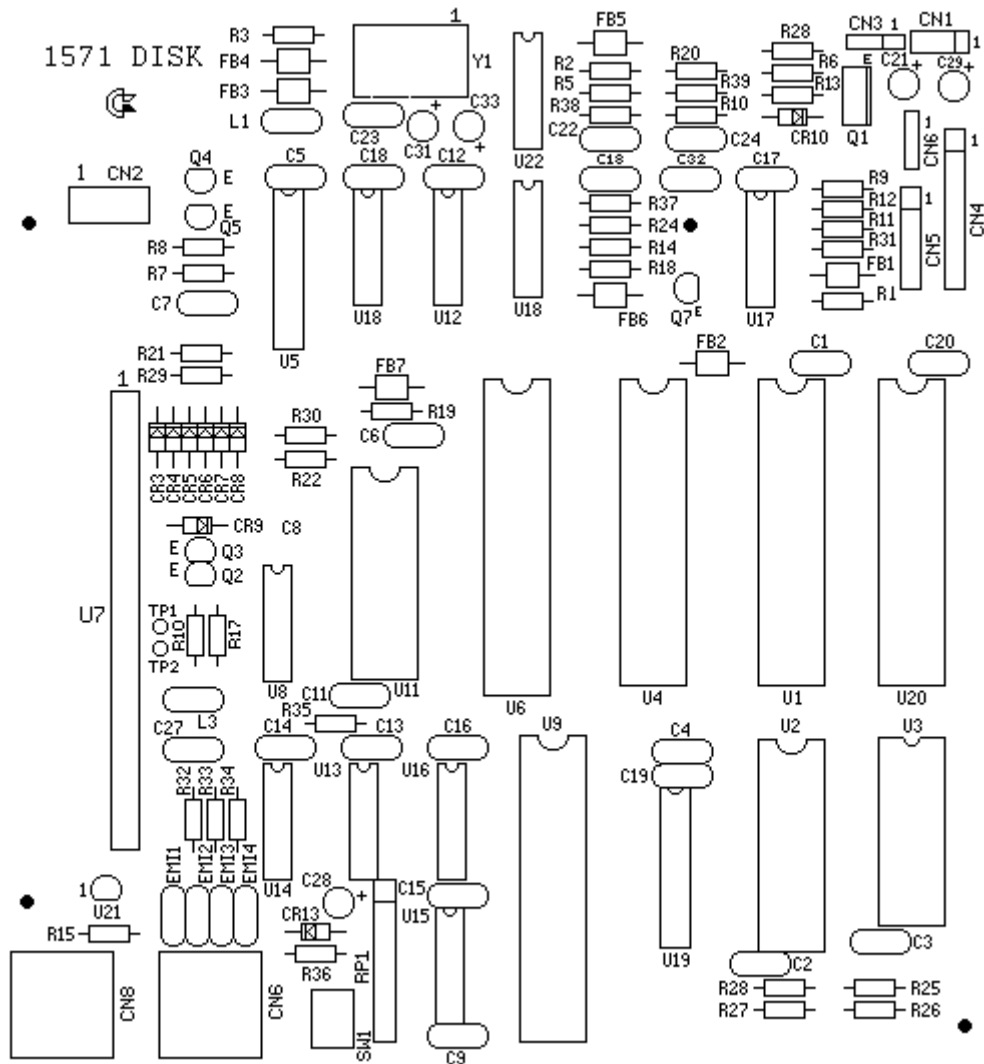 1571 DISK
R3
FB4
FB3
L1
1
Y1
C23
C31
C33
+
+
U22
FB5
R2
R5
R38
C22
R20
R39
R10
C24
R28
R6
R13
CR10
E
Q1
CN3 1
CN1
1
C21 +
C29 +
1
CN6
1
CN4
1 CN2
Q4
E
E
Q5
R8
R7
C7
C5
U5
C18
U18
C12
U12
U18
C18
C32
R37
R24
R14
R18
FB6
Q7 E
C17
U17
R9
R12
R11
R31
FB1
R1
1
CN5
R21
R29
1
U7
CR3
CR4
CR5
CR6
CR7
CR8
CR9
E Q3
E Q2
C8
R30
R22
FB7
R19
C6
U11
U6
FB2
U4
C1
U1
C20
U20
TP1
TP2
R10
R17
U8
L3
C27
C11
R35
C14
C13
C16
U13
U16
U9
C4
C19
U2
U3
R32
R33
R34
EMI1
EMI2
EMI3
EMI4
U14
C28
+
CR13
R36
C15
U15
RP1
SW1
C9
1
U21
R15
CN8
CN6
U19
C2
C3
R28
R27
R25
R26